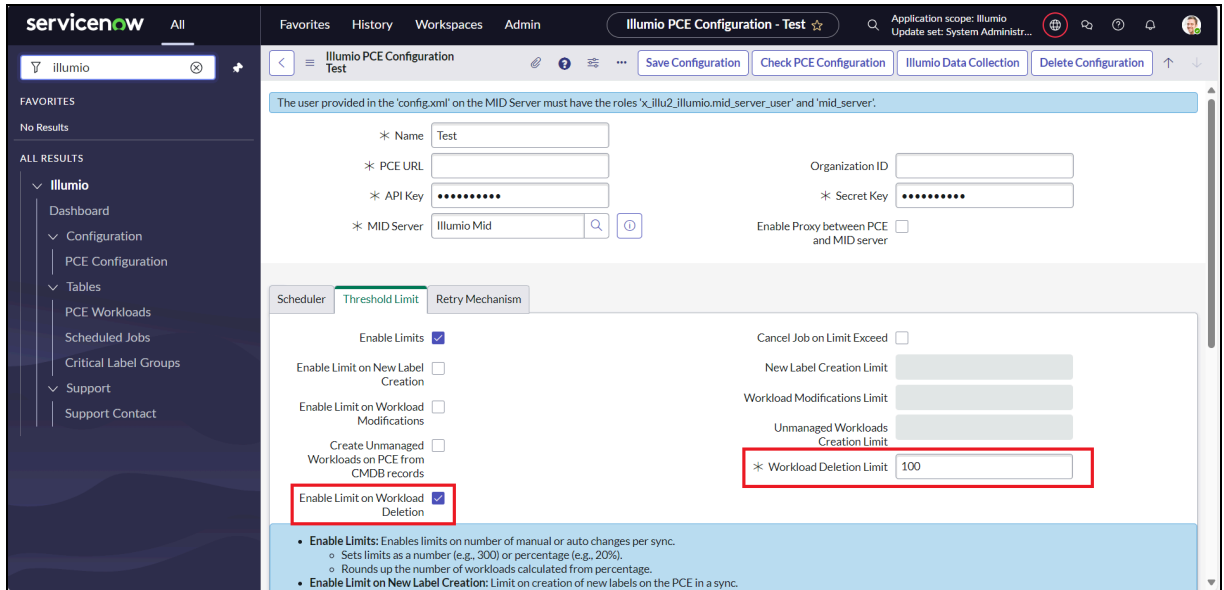 servicenow All Favorites History Workspaces Admin Illumio PCE Configuration - Test Application scope: Illumio
Update set: System Administr...
illumio
Illumio PCE Configuration
Test
Save Configuration Check PCE Configuration Illumio Data Collection Delete Configuration
FAVORITES
No Results
ALL RESULTS
Illumio
Dashboard
Configuration
PCE Configuration
Tables
PCE Workloads
Scheduled Jobs
Critical Label Groups
Support
Support Contact
The user provided in the 'config.xml' on the MID Server must have the roles 'x_illu2_illumio.mid_server_user' and 'mid_server'.
Name Test
PCE URL Organization ID
API Key •••••••••• Secret Key ••••••••••
MID Server Illumio Mid Enable Proxy between PCE
and MID server
Scheduler Threshold Limit Retry Mechanism
Enable Limits Cancel Job on Limit Exceed
Enable Limit on New Label
Creation
New Label Creation Limit
Enable Limit on Workload
Modifications
Workload Modifications Limit
Create Unmanaged
Workloads on PCE from
CMDB records
Unmanaged Workloads
Creation Limit
Workload Deletion Limit 100
Enable Limit on Workload
Deletion
• Enable Limits: Enables limits on number of manual or auto changes per sync.
Sets limits as a number (e.g., 300) or percentage (e.g., 20%).
Rounds up the number of workloads calculated from percentage.
• Enable Limit on New Label Creation: Limit on creation of new labels on the PCE in a sync.